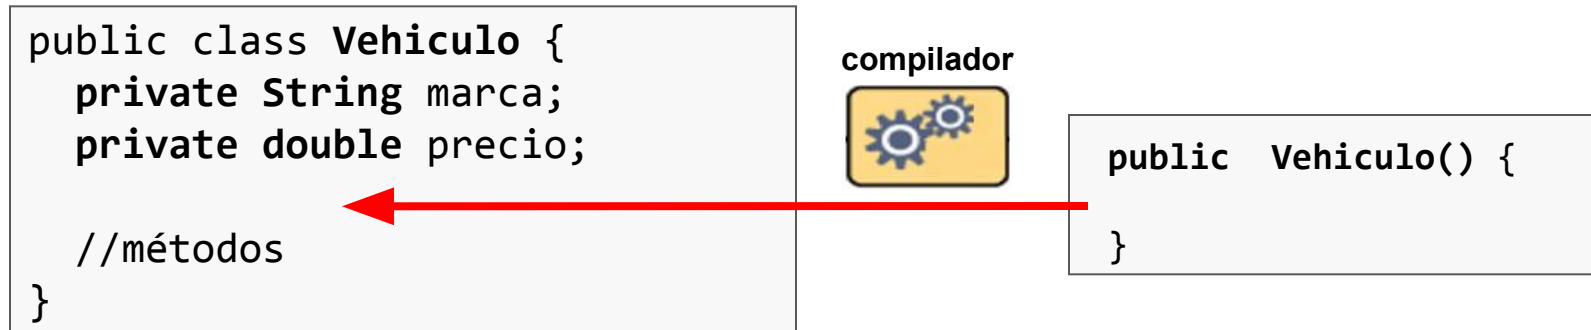 public class Vehiculo {
private String marca;
private double precio;
//métodos
}
compilador
public Vehiculo() {
}